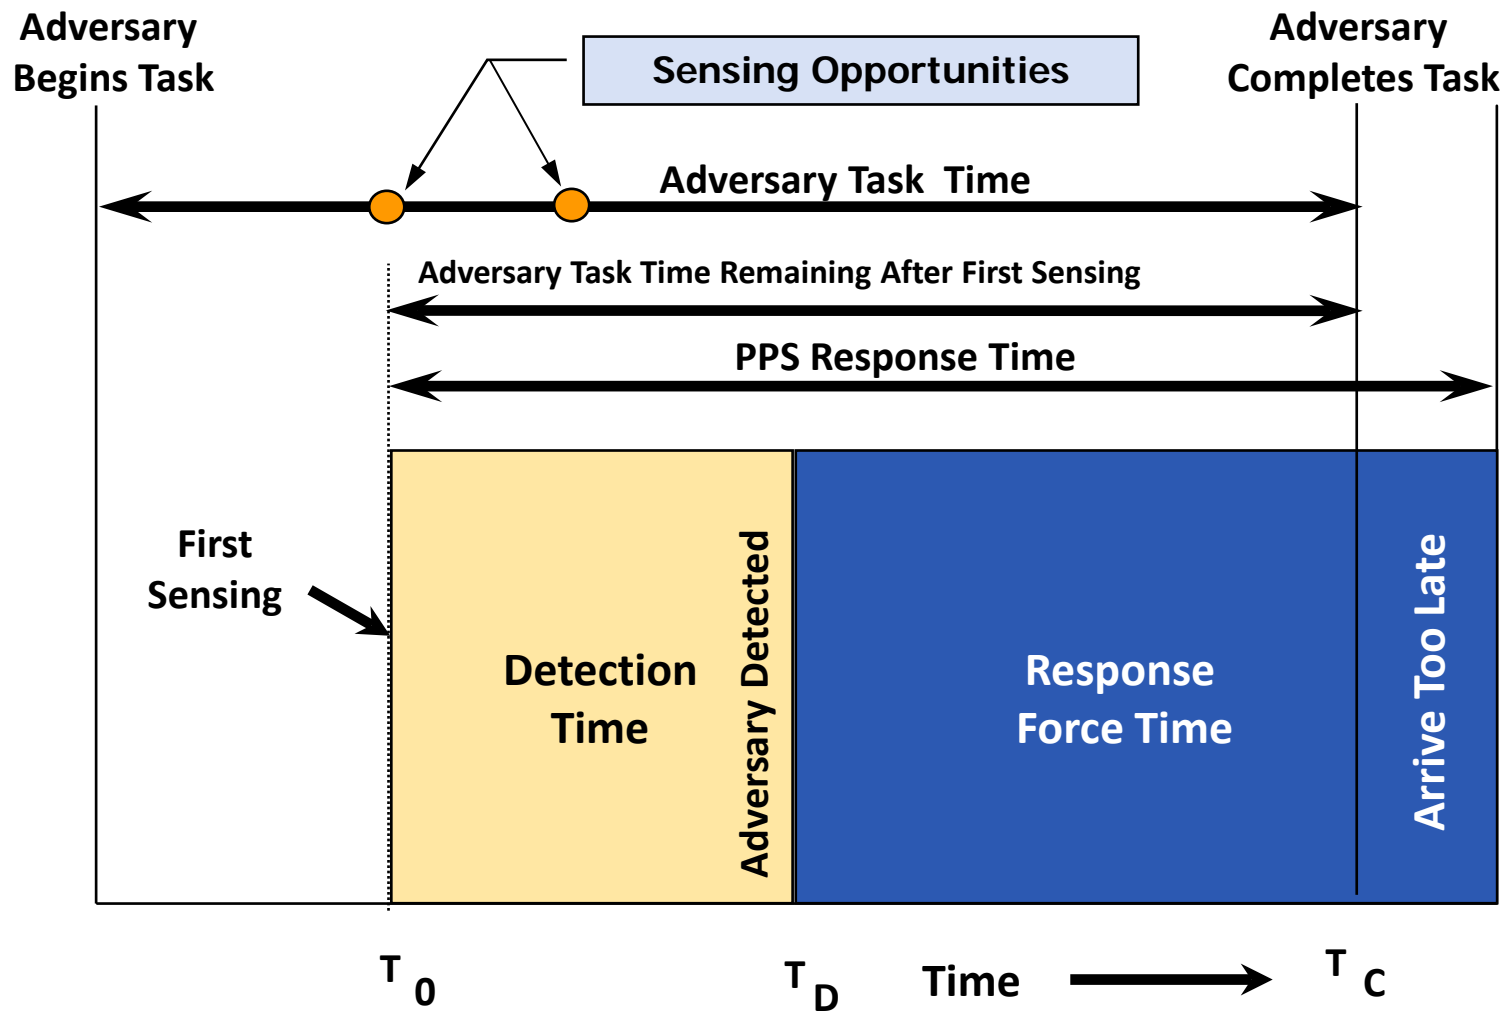 Adversary
Begins Task
Sensing Opportunities
Adversary
Completes Task
Adversary Task Time
Adversary Task Time Remaining After First Sensing
PPS Response Time
First
Sensing
Detection
Time
Adversary Detected
Response
Force Time
Arrive Too Late
T 0
T D
Time
T C